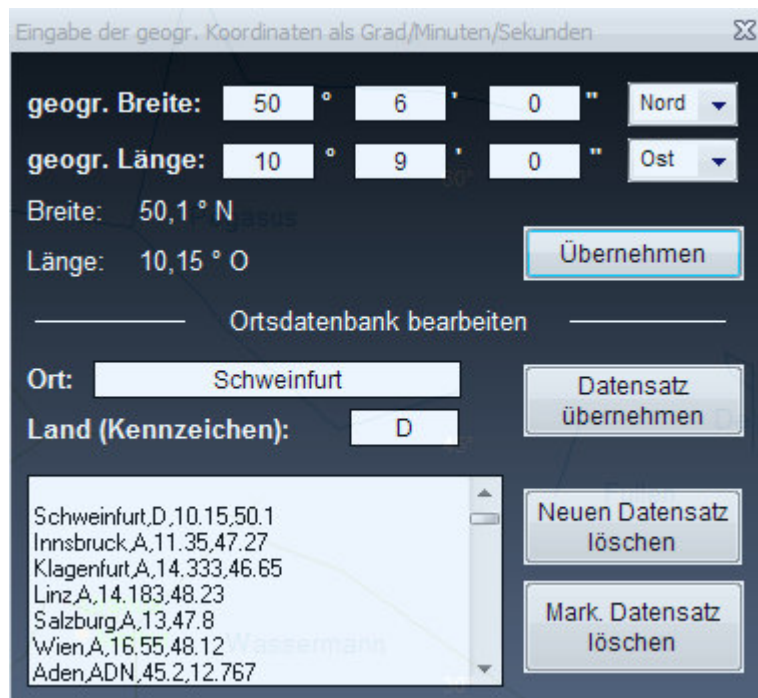 Eingabe der geogr. Koordinaten als Grad/Minuten/Sekunden
geogr. Breite: 50 ° 6 ' 0 " Nord
geogr. Länge: 10 ° 9 ' 0 " Ost
Breite: 50,1 ° N
Länge: 10,15 ° O
Übernehmen
Ortsdatenbank bearbeiten
Ort: Schweinfurt
Land (Kennzeichen): D
Datensatz
übernehmen
Schweinfurt,D,10.15,50.1
Innsbruck,A,11.35,47.27
Klagenfurt,A,14.333,46.65
Linz,A,14.183,48.23
Salzburg,A,13,47.8
Wien,A,16.55,48.12
Aden,ADN,45.2,12.767
Neuen Datensatz
löschen
Mark. Datensatz
löschen
Wassermann